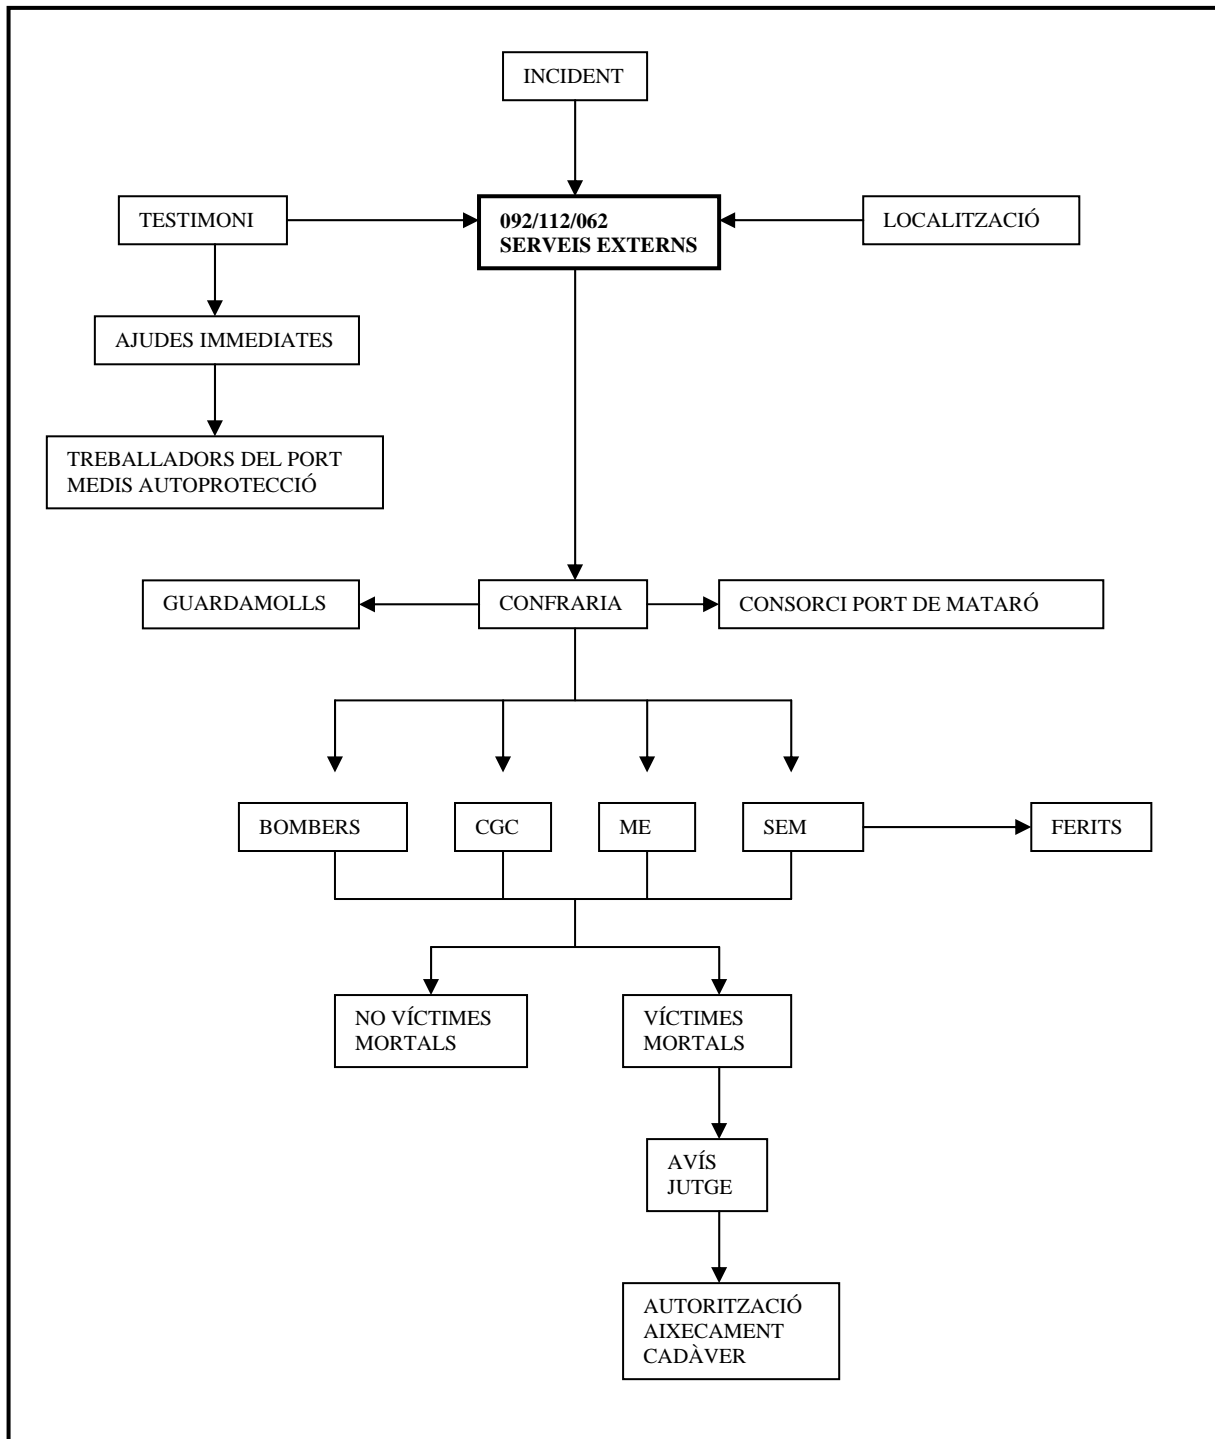 INCIDENT
TESTIMONI
092/112/062
SERVEIS EXTERNS
LOCALITZACIÓ
AJUDES IMMEDIATES
TREBALLADORS DEL PORT
MEDIS AUTOPROTECCIÓ
GUARDAMOLLS
CONFRARIA
CONSORCI PORT DE MATARÓ
BOMBERS
CGC
ME
SEM
FERITS
NO VÍCTIMES
MORTALS
VÍCTIMES
MORTALS
AVÍS
JUTGE
AUTORITZACIÓ
AIXECAMENT
CADÀVER